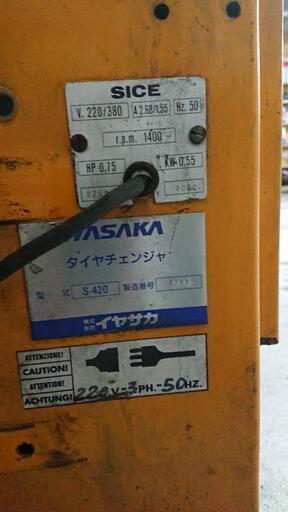 SICE
V. 220/380 A 2.68/1.55 Hz. 50
r.p.m. 1400
HP 0.75 KW 0.55
IYASAKA
タイヤチェンジャ
型式 S-420 製造番号
株式会社 イヤサカ
ATTENZIONE!
CAUTION!
ATTENTION!
ACHTUNG!
220V-3PH.-50HZ.